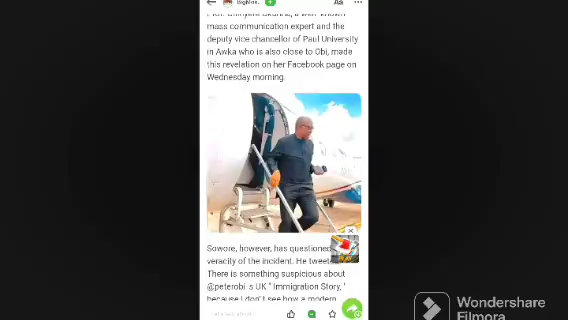 mass communication expert and the
deputy vice chancellor of Paul University
in Awka who is also close to Obi, made
this revelation on her Facebook page on
Wednesday morning.
Sowore, however, has questioned
veracity of the incident. He tweeted
There is something suspicious about
@peterobi s UK " Immigration Story, '
because I don't see how a modern
Wondershare
Filmora